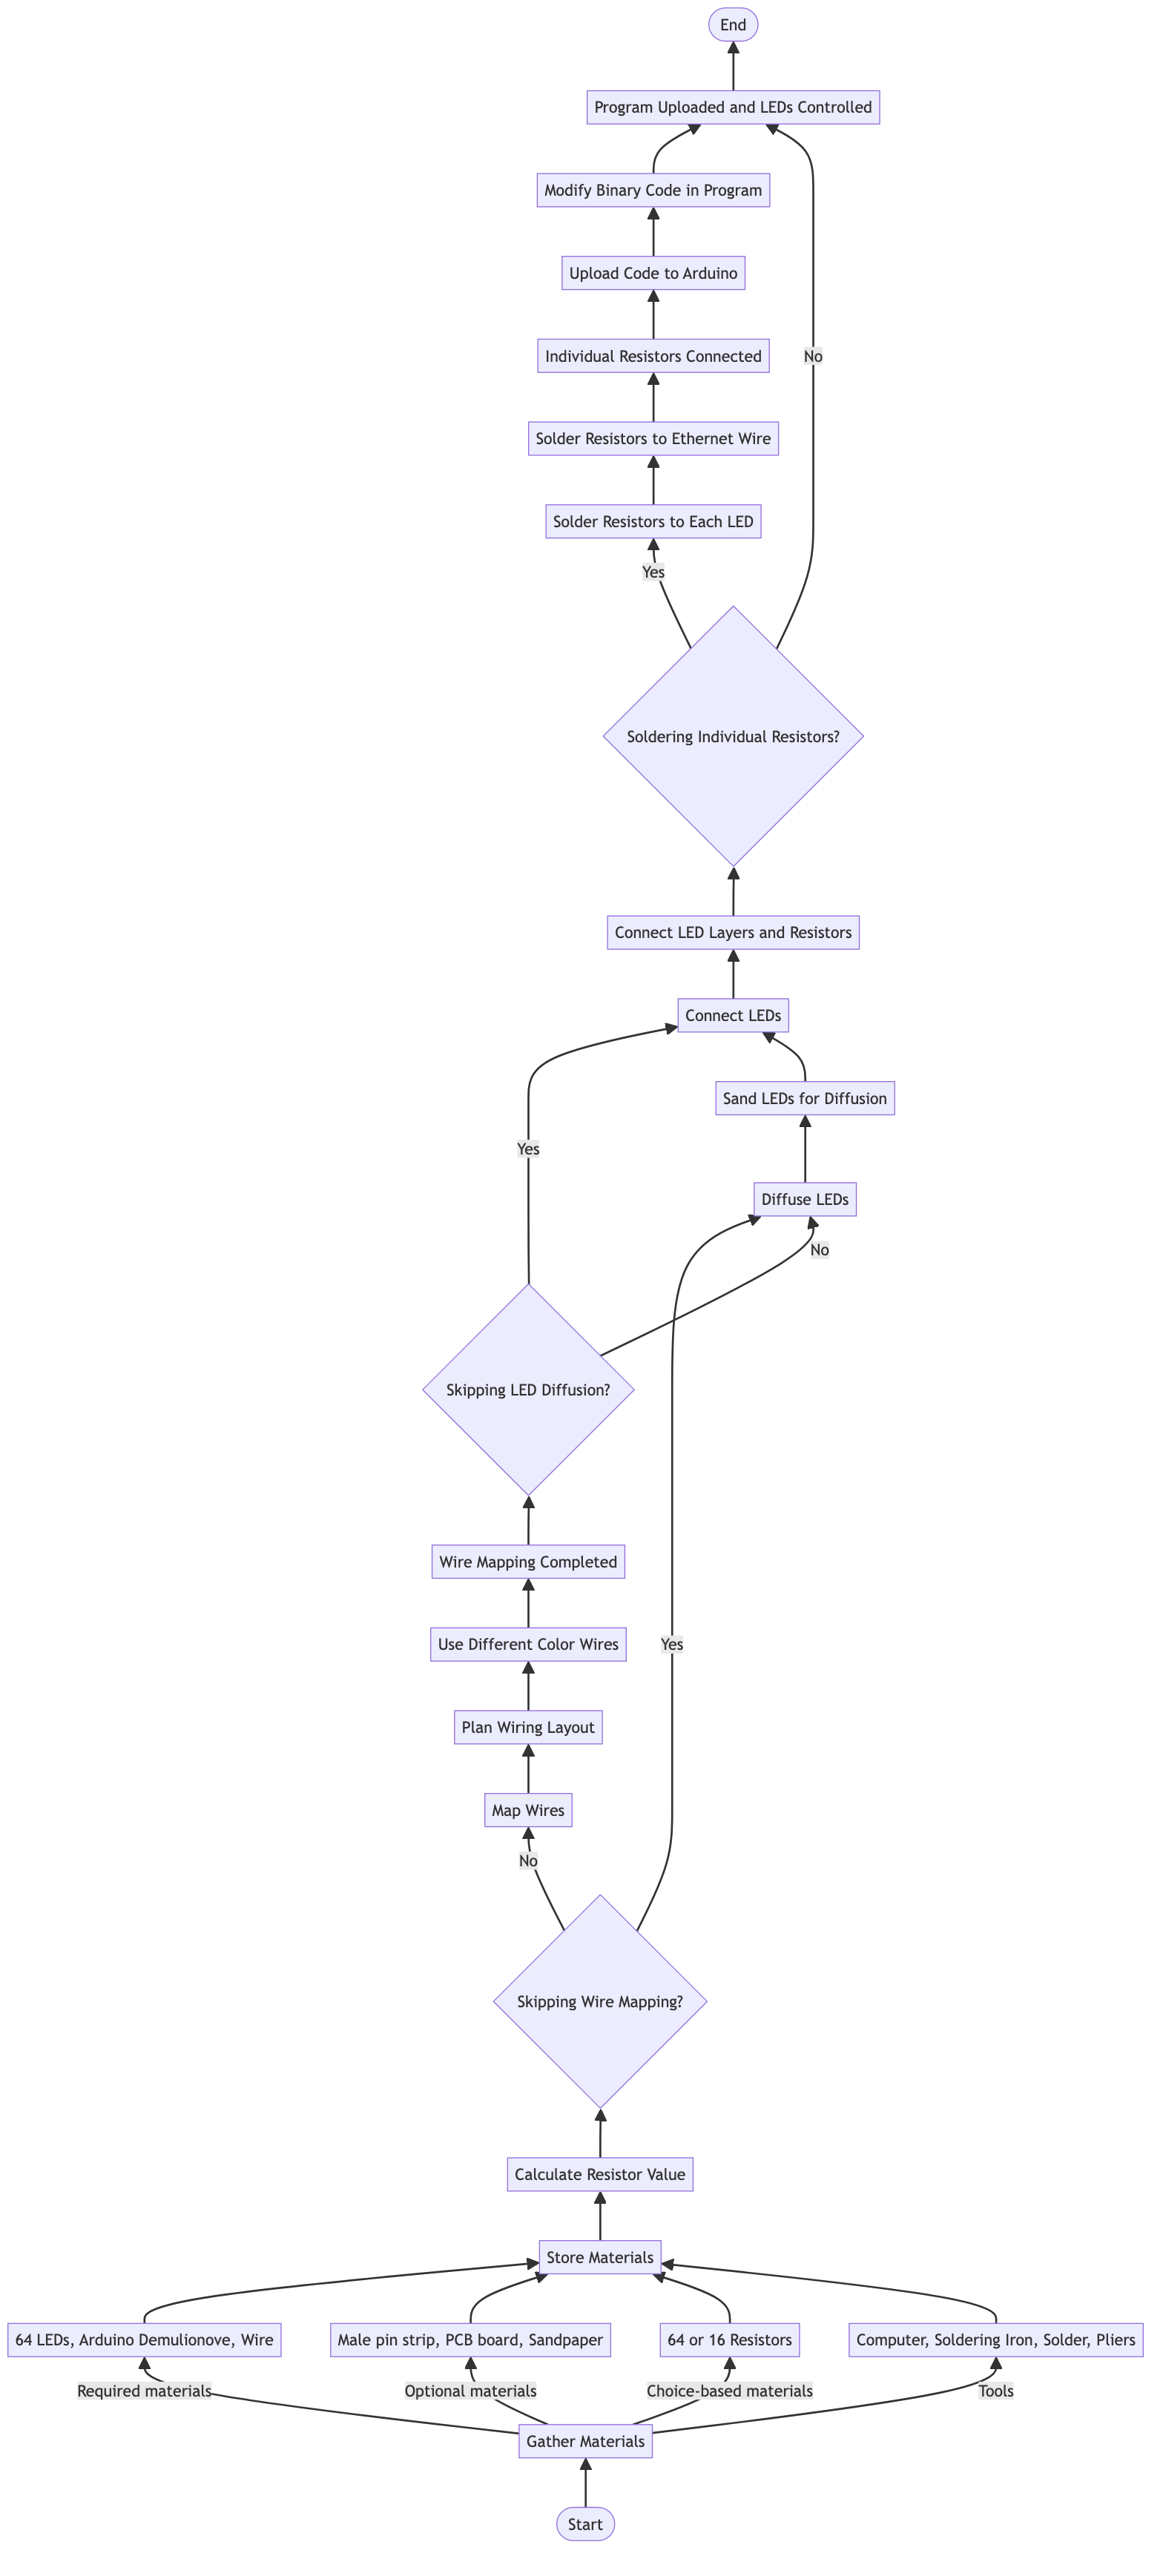 End
Program Uploaded and LEDs Controlled
Modify Binary Code in Program
Upload Code to Arduino
Individual Resistors Connected
No
Solder Resistors to Ethernet Wire
Solder Resistors to Each LED
Yes
Soldering Individual Resistors?
Connect LED Layers and Resistors
Connect LEDs
Sand LEDs for Diffusion
Yes
Diffuse LEDs
No
Skipping LED Diffusion?
Wire Mapping Completed
Use Different Color Wires
Yes
Plan Wiring Layout
Map Wires
No
Skipping Wire Mapping?
Calculate Resistor Value
Store Materials
64 LEDs, Arduino Demulionove, Wire
Male pin strip, PCB board, Sandpaper
64 or 16 Resistors
Computer, Soldering Iron, Solder, Pliers
Required materials
Optional materials
Choice-based materials
Tools
Gather Materials
Start